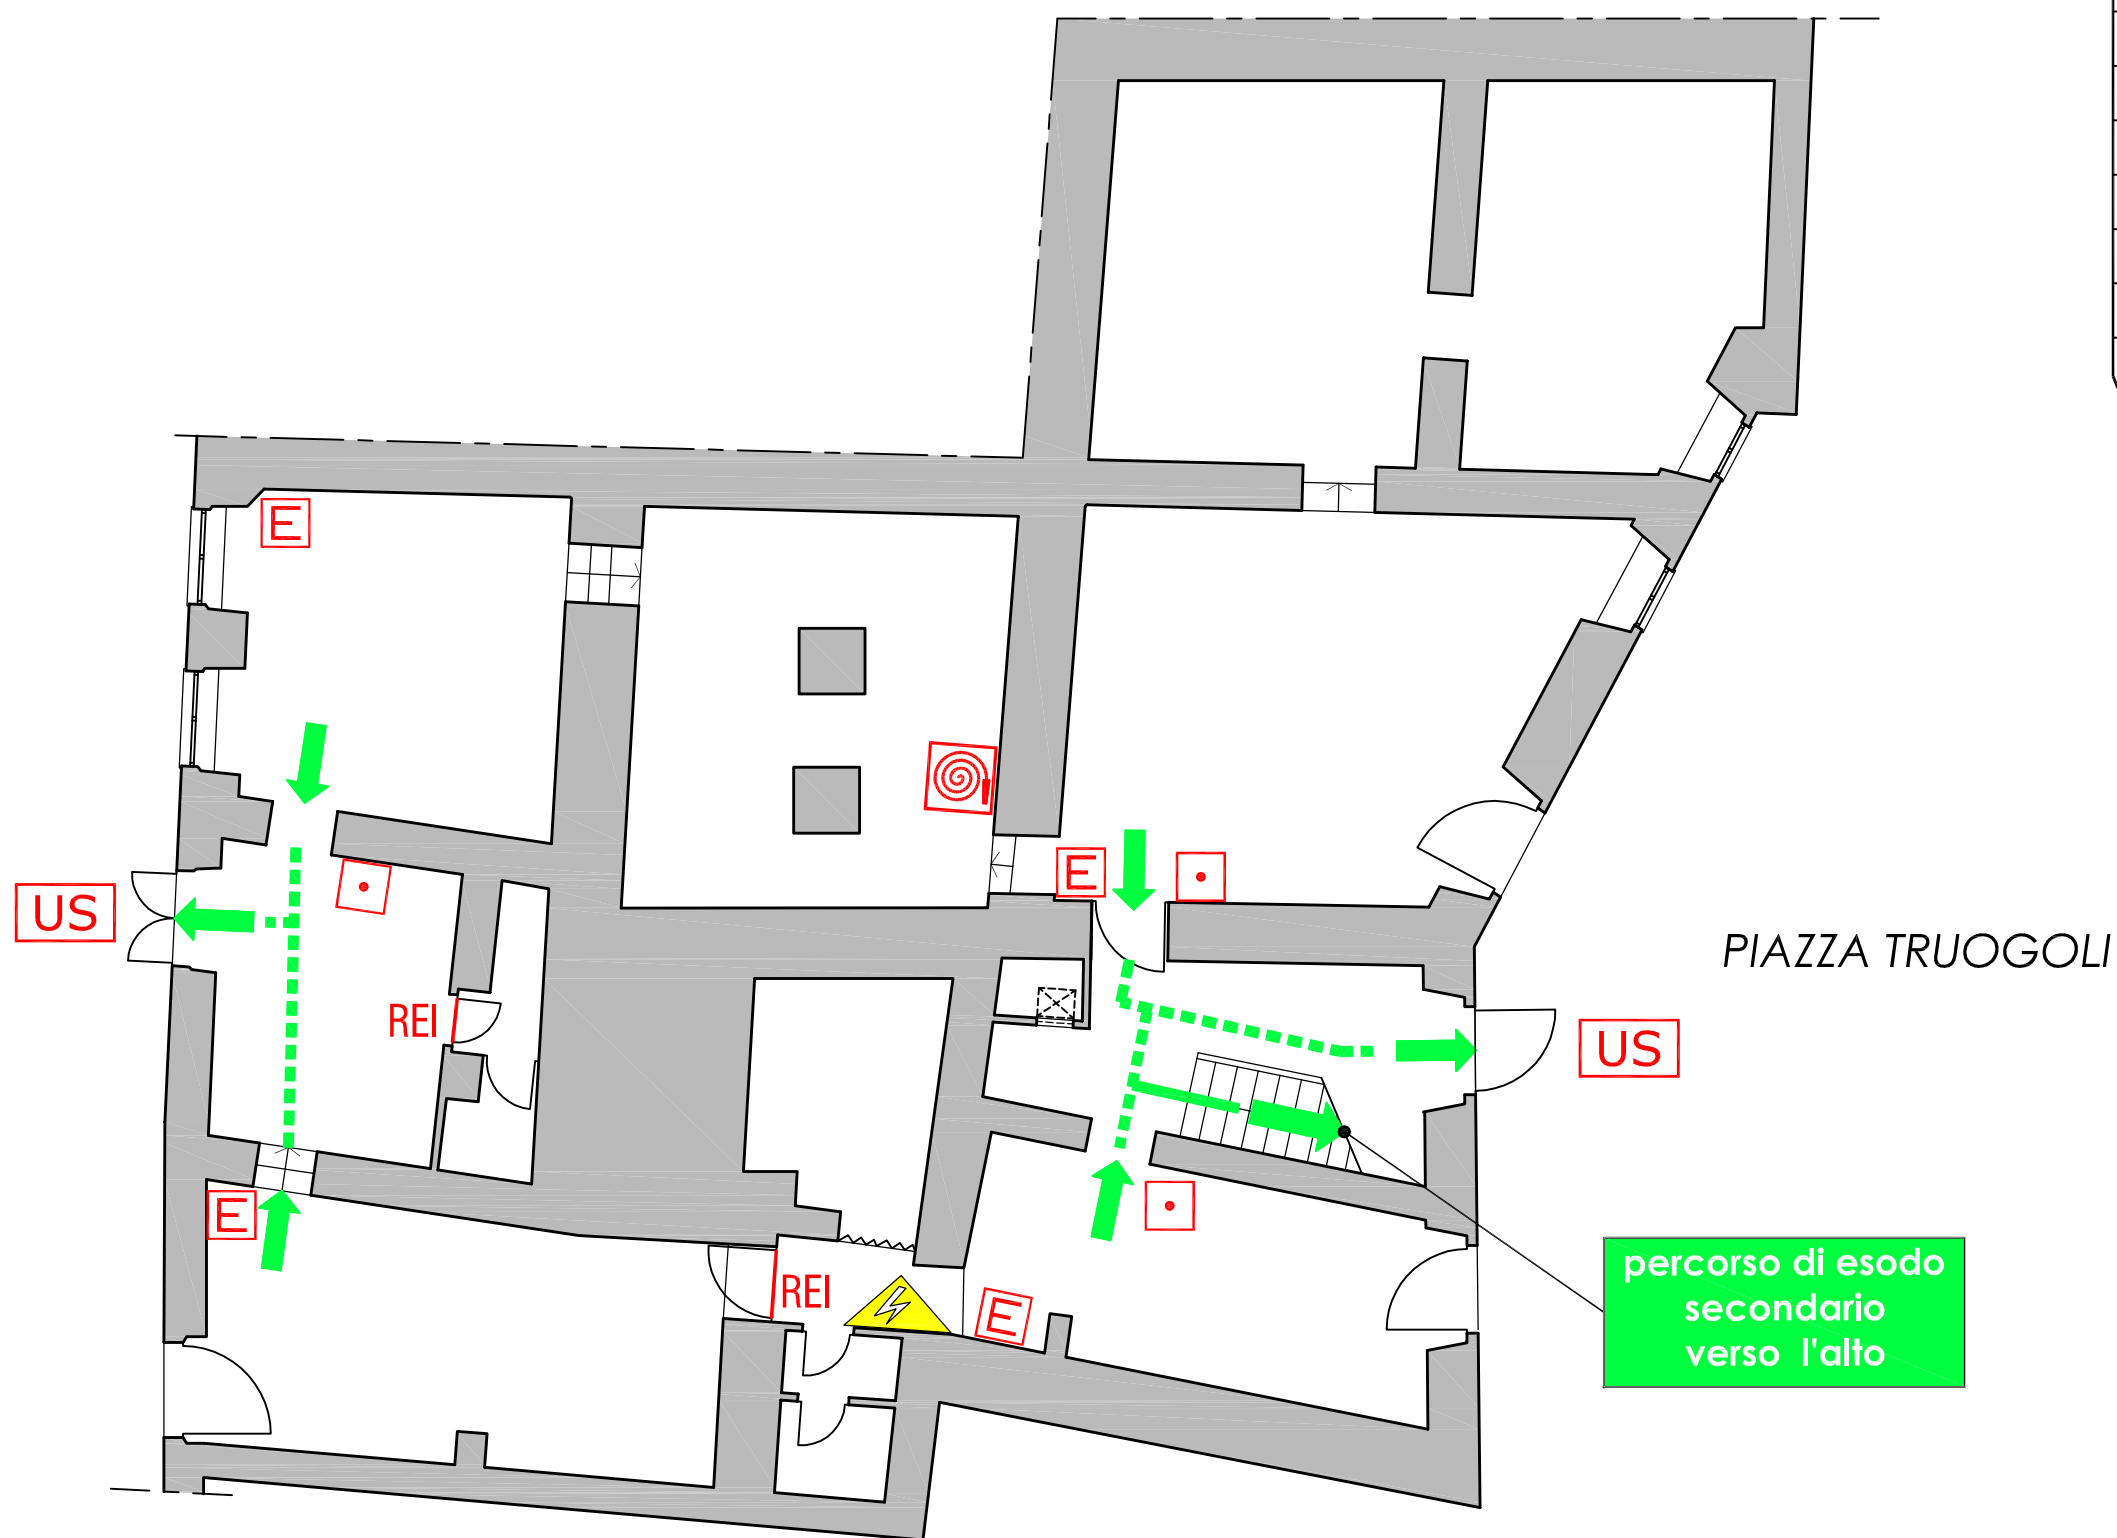 E
US
E
PIAZZA TRUOGOLI
REI
US
E
percorso di esodo
secondario
verso l'alto
REI
E